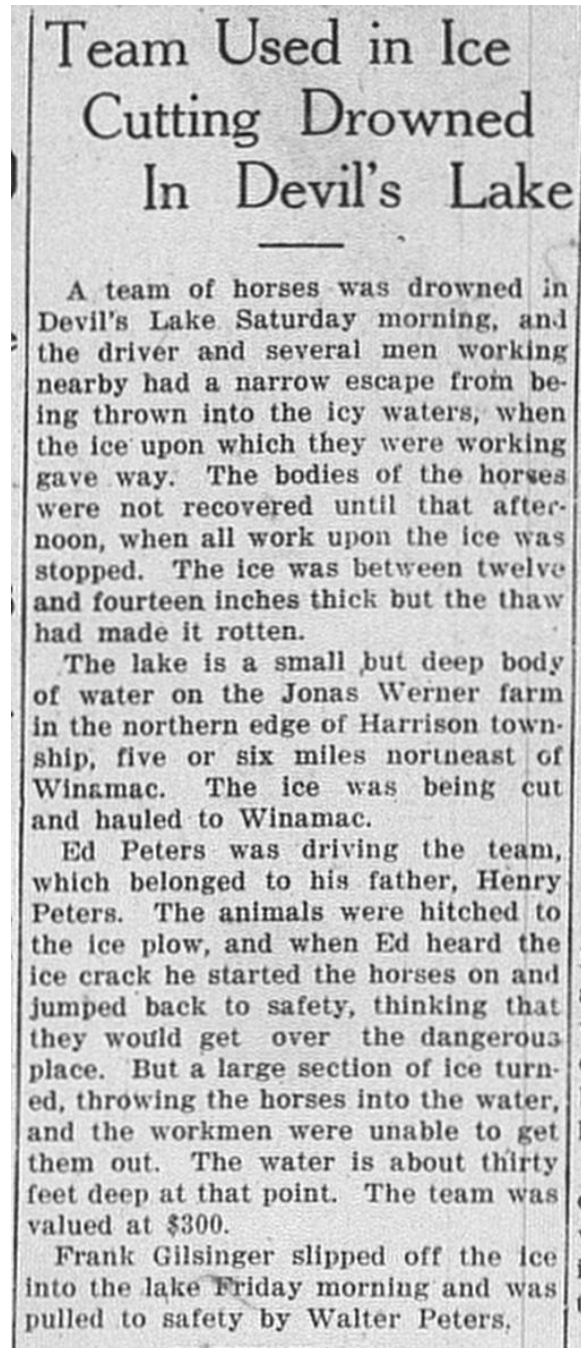 Team Used in Ice
Cutting Drowned
In Devil's Lake
A team of horses was drowned in
Devil's Lake Saturday morning, and
the driver and several men working
nearby had a narrow escape from be-
ing thrown into the icy waters, when
the ice upon which they were working
gave way. The bodies of the horses
were not recovered until that after-
noon, when all work upon the ice was
stopped. The ice was between twelve
and fourteen inches thick but the thaw
had made it rotten.
The lake is a small but deep body
of water on the Jonas Werner farm
in the northern edge of Harrison town-
ship, five or six miles nortneast of
Winamac. The ice was being cut
and hauled to Winamac.
Ed Peters was driving the team,
which belonged to his father, Henry
Peters. The animals were hitched to
the ice plow, and when Ed heard the
ice crack he started the horses on and
jumped back to safety, thinking that
they would get over the dangerous
place. But a large section of ice turn-
ed, throwing the horses into the water,
and the workmen were unable to get
them out. The water is about thirty
feet deep at that point. The team was
valued at $300.
Frank Gilsinger slipped off the ice
into the lake Friday morning and was
pulled to safety by Walter Peters.